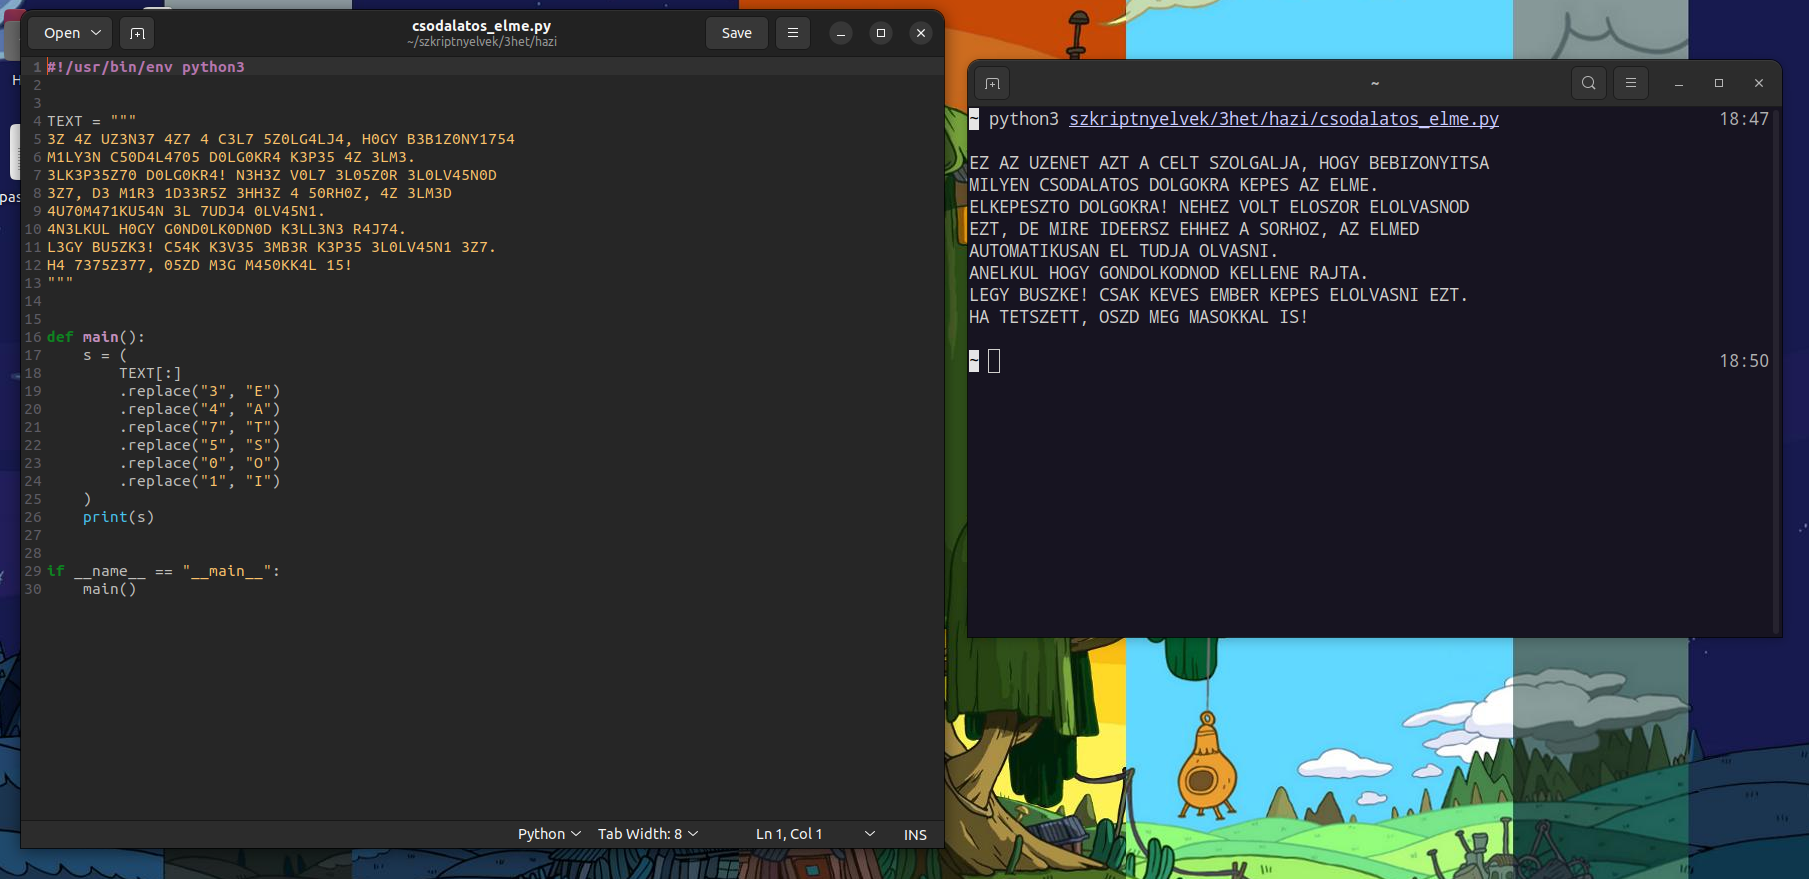 Open
csodalatos_elme.py
~/szkriptnyelvek/3het/hazi
Save
1 #!/usr/bin/env python3
2
3
4 TEXT = """
5 3Z 4Z UZ3N37 4Z7 4 C3L7 5Z0LG4LJ4, H0GY B3B1Z0NY1754
6 M1LY3N C50D4L4705 D0LG0KR4 K3P35 4Z 3LM3.
7 3LK3P35Z70 D0LG0KR4! N3H3Z V0L7 3L05Z0R 3L0LV45N0D
8 3Z7, D3 M1R3 1D33R5Z 3HH3Z 4 50RH0Z, 4Z 3LM3D
9 4U70M471KU54N 3L 7UDJ4 0LV45N1.
10 4N3LKUL H0GY G0ND0LK0DN0D K3LL3N3 R4J74.
11 L3GY BU5ZK3! C54K K3V35 3MB3R K3P35 3L0LV45N1 3Z7.
12 H4 7375Z377, 05ZD M3G M450KK4L 15!
13 """
14
15
16 def main():
17     s = (
18         TEXT[:]
19         .replace("3", "E")
20         .replace("4", "A")
21         .replace("7", "T")
22         .replace("5", "S")
23         .replace("0", "O")
24         .replace("1", "I")
25     )
26     print(s)
27
28
29 if __name__ == "__main__":
30     main()
Python Tab Width: 8 Ln 1, Col 1 INS
H
pas
~
~ python3 szkriptnyelvek/3het/hazi/csodalatos_elme.py 18:47
EZ AZ UZENET AZT A CELT SZOLGALJA, HOGY BEBIZONYITSA
MILYEN CSODALATOS DOLGOKRA KEPES AZ ELME.
ELKEPESZTO DOLGOKRA! NEHEZ VOLT ELOSZOR ELOLVASNOD
EZT, DE MIRE IDEERSZ EHHEZ A SORHOZ, AZ ELMED
AUTOMATIKUSAN EL TUDJA OLVASNI.
ANELKUL HOGY GONDOLKODNOD KELLENE RAJTA.
LEGY BUSZKE! CSAK KEVES EMBER KEPES ELOLVASNI EZT.
HA TETSZETT, OSZD MEG MASOKKAL IS!
~ 18:50